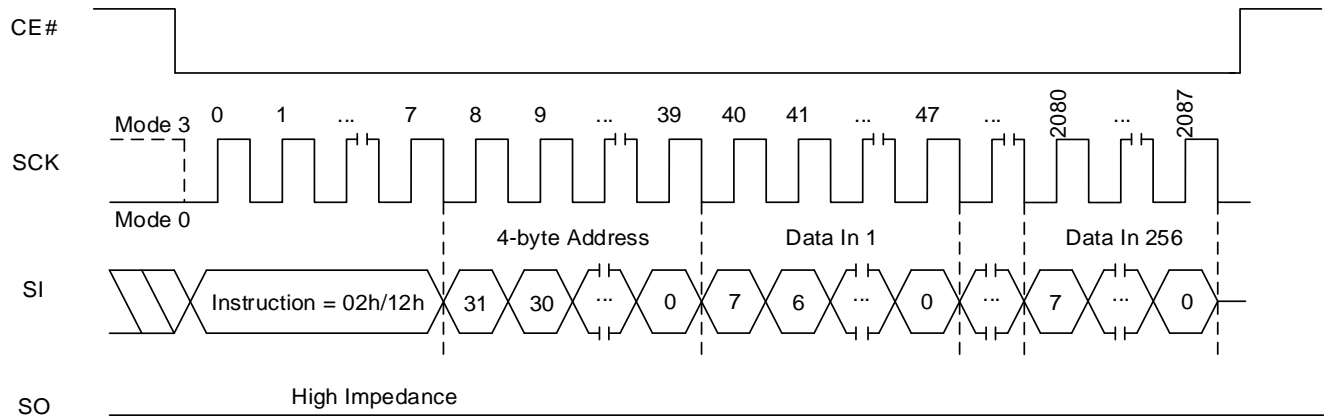 CE#
0 1 ... 7 8 9 ... 39 40 41 ... 47 ... 2080 ... 2087
Mode 3
SCK
Mode 0
4-byte Address Data In 1 Data In 256
SI Instruction = 02h/12h 31 30 ... 0 7 6 ... 0 ... 7 ... 0
High Impedance
SO